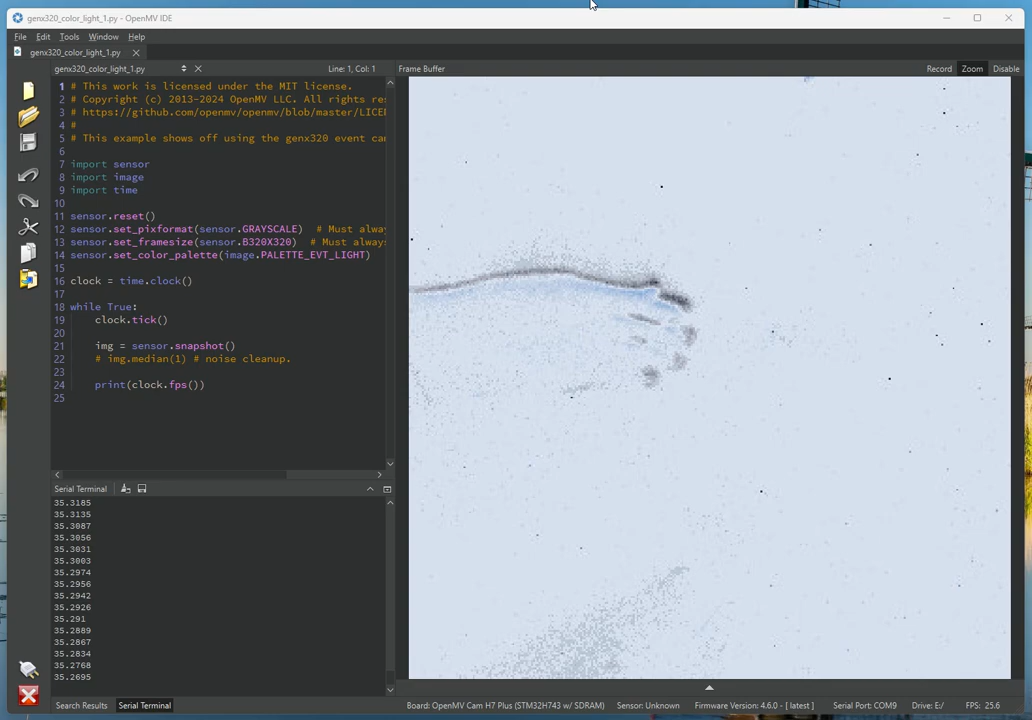 genx320_color_light_1.py - OpenMV IDE
File Edit Tools Window Help
genx320_color_light_1.py
genx320_color_light_1.py Line: 1, Col: 1 Frame Buffer Record Zoom Disable
1 # This work is licensed under the MIT license.
2 # Copyright (c) 2013-2024 OpenMV LLC. All rights res
3 # https://github.com/openmv/openmv/blob/master/LICE
4 #
5 # This example shows off using the genx320 event ca
6
7 import sensor
8 import image
9 import time
10
11 sensor.reset()
12 sensor.set_pixformat(sensor.GRAYSCALE) # Must alway
13 sensor.set_framesize(sensor.B320X320) # Must always
14 sensor.set_color_palette(image.PALETTE_EVT_LIGHT)
15
16 clock = time.clock()
17
18 while True:
19 clock.tick()
20
21 img = sensor.snapshot()
22 # img.median(1) # noise cleanup.
23
24 print(clock.fps())
25
Serial Terminal
35.3185
35.3135
35.3087
35.3056
35.3031
35.3003
35.2974
35.2956
35.2942
35.2926
35.291
35.2889
35.2867
35.2834
35.2768
35.2695
Search Results Serial Terminal Board: OpenMV Cam H7 Plus (STM32H743 w/ SDRAM) Sensor: Unknown Firmware Version: 4.6.0 - [ latest ] Serial Port: COM9 Drive: E:/ FPS: 25.6